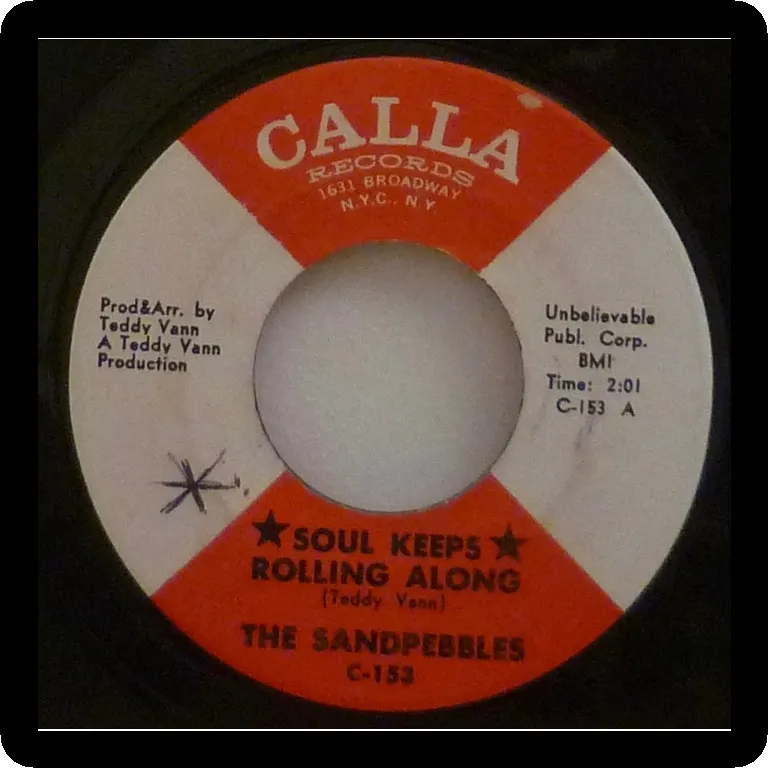 CALLA
RECORDS
1631 BROADWAY
N.Y.C., N.Y.
Prod&Arr. by
Teddy Vann
A Teddy Vann
Production
Unbelievable
Publ. Corp.
BMI
Time: 2:01
C-153 A
★SOUL KEEPS★
ROLLING ALONG
(Teddy Vann)
THE SANDPEBBLES
C-153